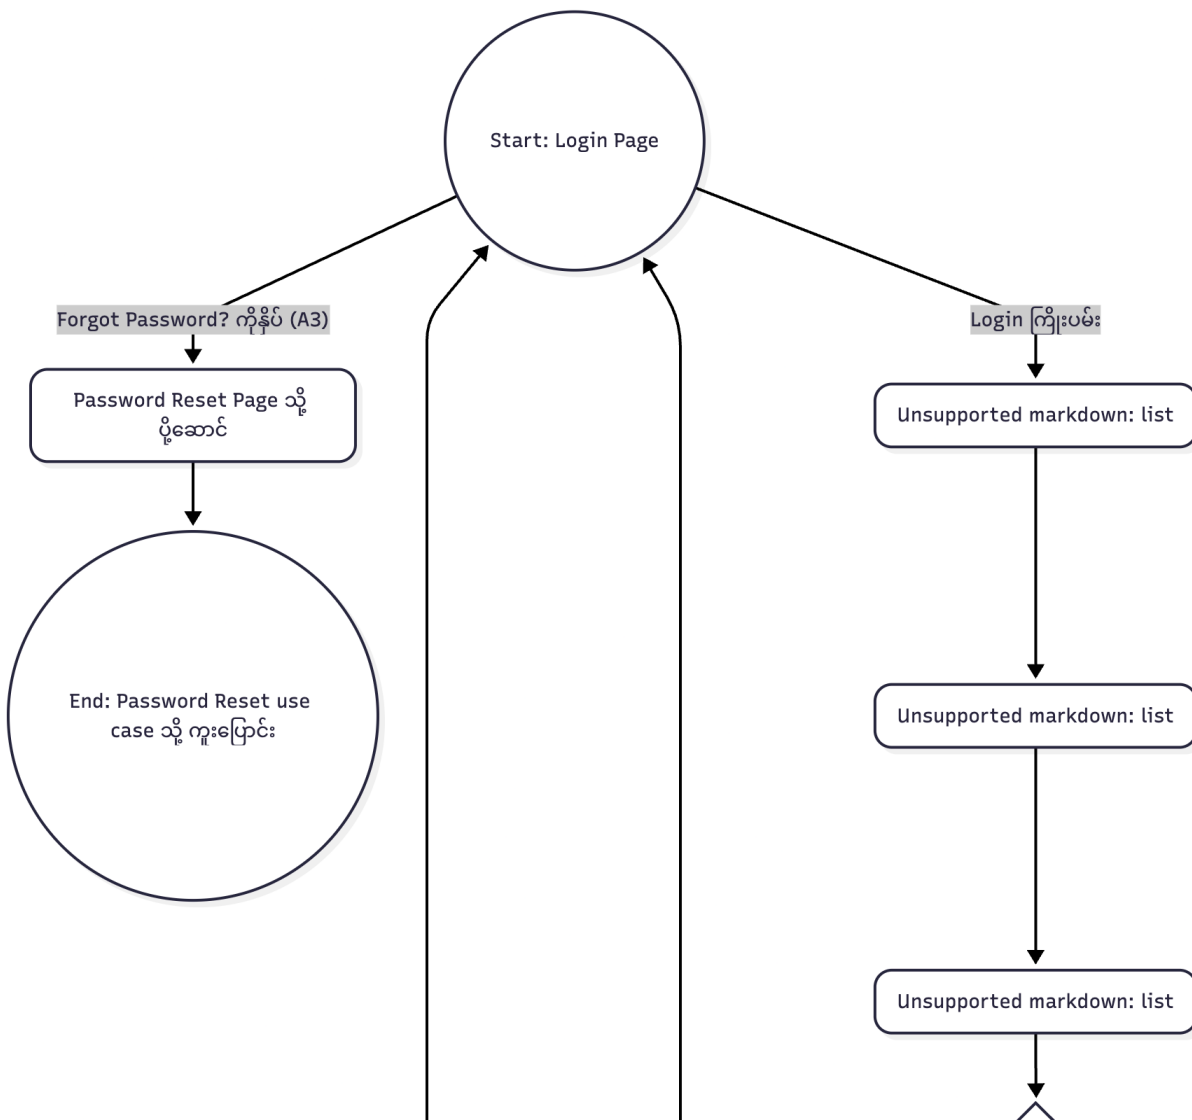 Start: Login Page
Forgot Password? ကိုနှိပ် (A3)
Login ကြိုးပမ်း
Password Reset Page သို့
ပို့ဆောင်
Unsupported markdown: list
End: Password Reset use
case သို့ ကူးပြောင်း
Unsupported markdown: list
Unsupported markdown: list